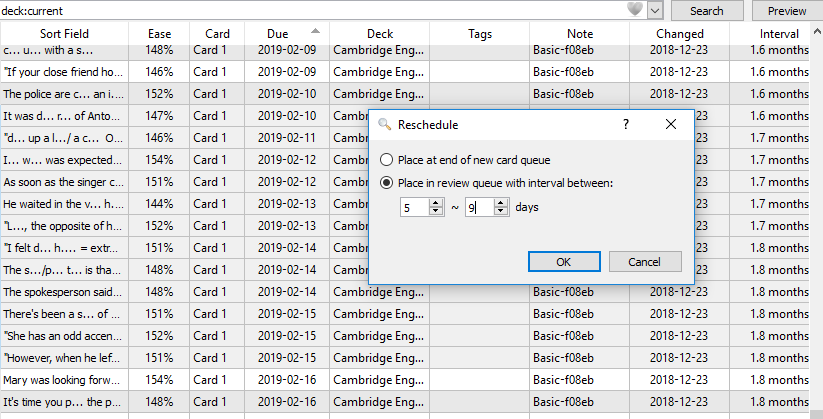 deck:current Search Preview
Sort Field Ease Card Due Deck Tags Note Changed Interval
c... u... with a s... 148% Card 1 2019-02-09 Cambridge Eng... Basic-f08eb 2018-12-23 1.6 months
"If your close friend ho... 146% Card 1 2019-02-09 Cambridge Eng... Basic-f08eb 2018-12-23 1.6 months
The police are c... an i... 152% Card 1 2019-02-10 Cambridge Eng... Basic-f08eb 2018-12-23 1.6 months
It was d... r... of Anto... 147% Card 1 2019-02-10 1.6 months
"d... up a l.../ a c... O... 146% Card 1 2019-02-11 1.7 months
I... w... was expected... 154% Card 1 2019-02-12 1.7 months
As soon as the singer c... 151% Card 1 2019-02-12 1.7 months
He waited in the v... h... 144% Card 1 2019-02-13 1.7 months
"L..., the opposite of h... 151% Card 1 2019-02-13 1.7 months
"I felt d... h.... = extr... 151% Card 1 2019-02-14 1.8 months
The s.../p... t... is tha... 148% Card 1 2019-02-14 1.8 months
The spokesperson said... 148% Card 1 2019-02-14 Cambridge Eng... Basic-f08eb 2018-12-23 1.8 months
There's been a s... of ... 151% Card 1 2019-02-15 Cambridge Eng... Basic-f08eb 2018-12-23 1.8 months
"She has an odd accen... 152% Card 1 2019-02-15 Cambridge Eng... Basic-f08eb 2018-12-23 1.8 months
"However, when he lef... 151% Card 1 2019-02-15 Cambridge Eng... Basic-f08eb 2018-12-23 1.8 months
Mary was looking forw... 154% Card 1 2019-02-16 Cambridge Eng... Basic-f08eb 2018-12-23 1.8 months
It's time you p... the p... 148% Card 1 2019-02-16 Cambridge Eng... Basic-f08eb 2018-12-23 1.8 months
Reschedule ?
Place at end of new card queue
Place in review queue with interval between:
5 ~ 9 days
OK Cancel